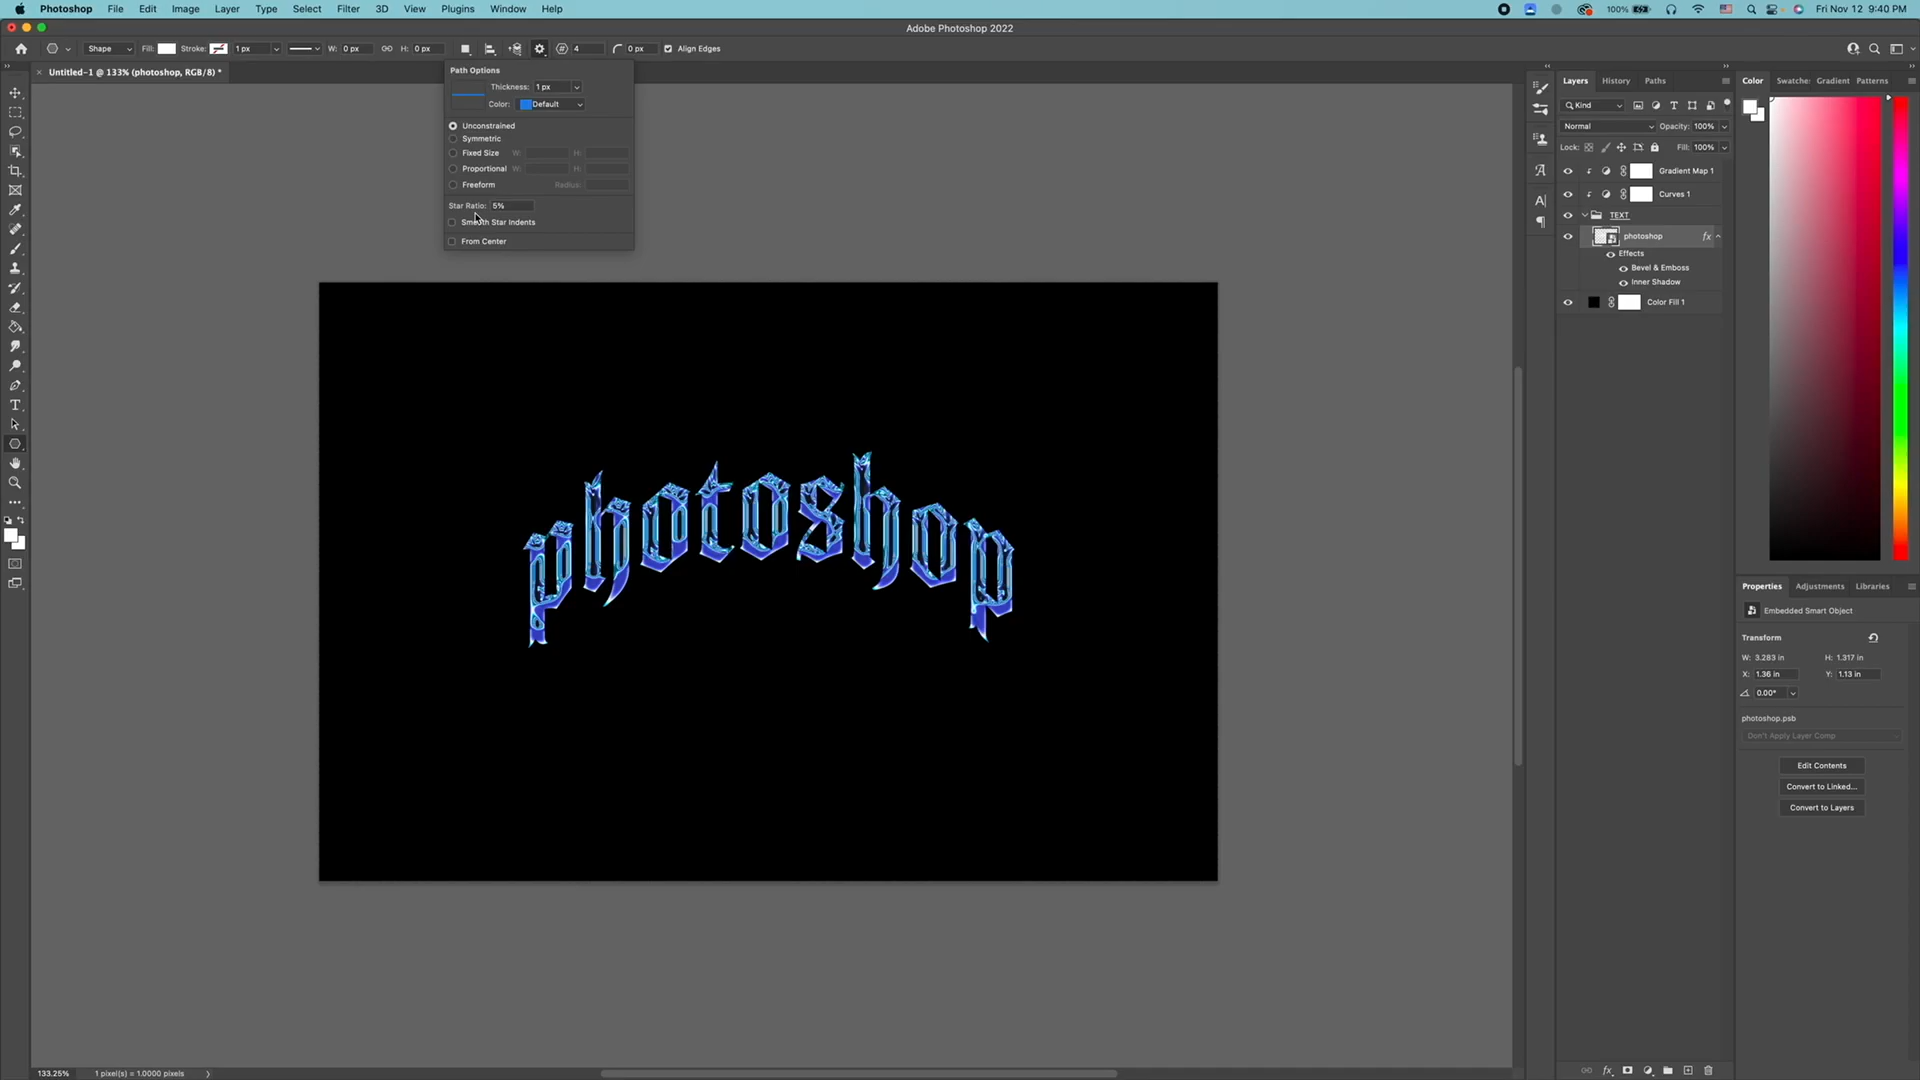 Photoshop File Edit Image Layer Type Select Filter 3D View Plugins Window Help 100% Fri Nov 12 9:40 PM
Adobe Photoshop 2022
Shape Fill: Stroke: 1 px W: 0 px H: 0 px 4 0 px Align Edges
× Untitled-1 @ 133% (photoshop, RGB/8) *
Path Options
Thickness: 1 px
Color: Default
Unconstrained
Symmetric
Fixed Size W: H:
Proportional W: H:
Freeform Radius:
Star Ratio: 5%
Smooth Star Indents
From Center
photoshop
Layers History Paths
Kind
Normal Opacity: 100%
Lock: Fill: 100%
Gradient Map 1
Curves 1
TEXT
photoshop fx
Effects
Bevel & Emboss
Inner Shadow
Color Fill 1
Color Swatche: Gradient Patterns
Properties Adjustments Libraries
Embedded Smart Object
Transform
W: 3.283 in H: 1.317 in
X: 1.36 in Y: 1.13 in
0.00°
photoshop.psb
Don't Apply Layer Comp
Edit Contents
Convert to Linked...
Convert to Layers
133.25% 1 pixel(s) = 1.0000 pixels
fx